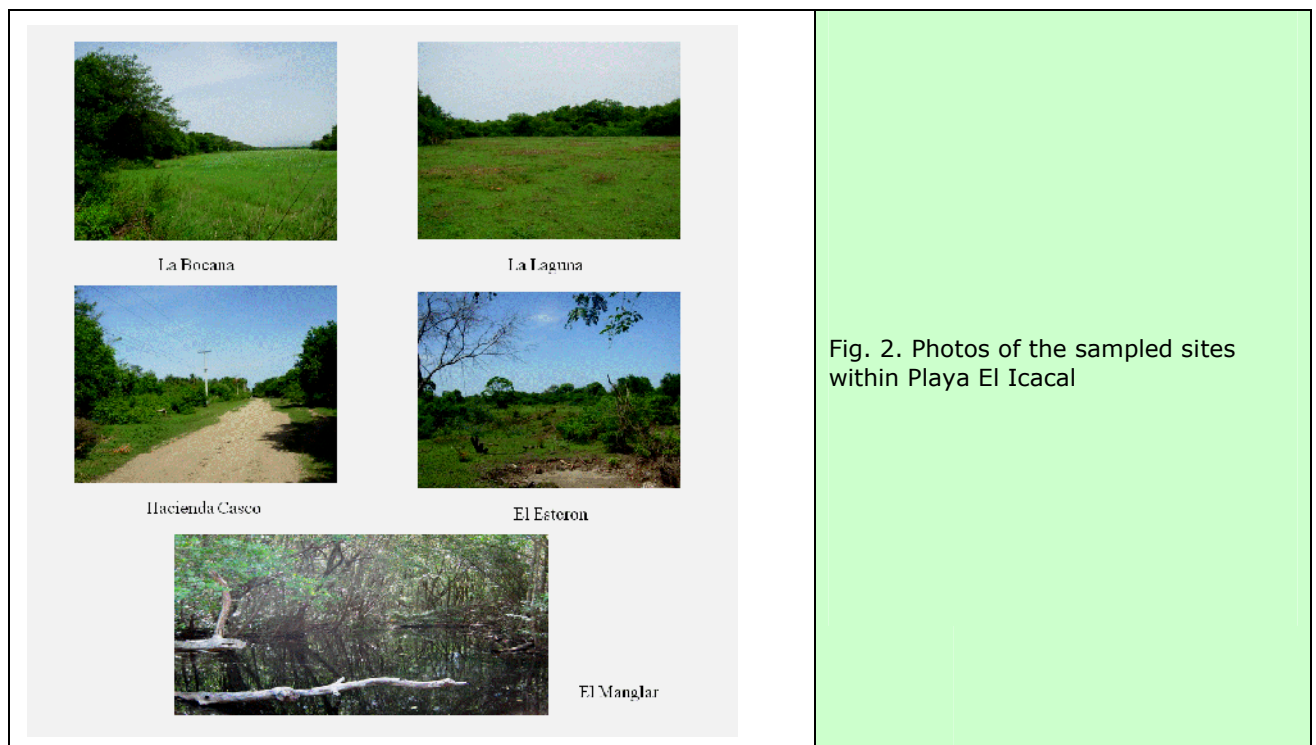 La Bocana
La Laguna
Hacienda Casco
El Esteron
El Manglar
Fig. 2. Photos of the sampled sites
within Playa El Icacal